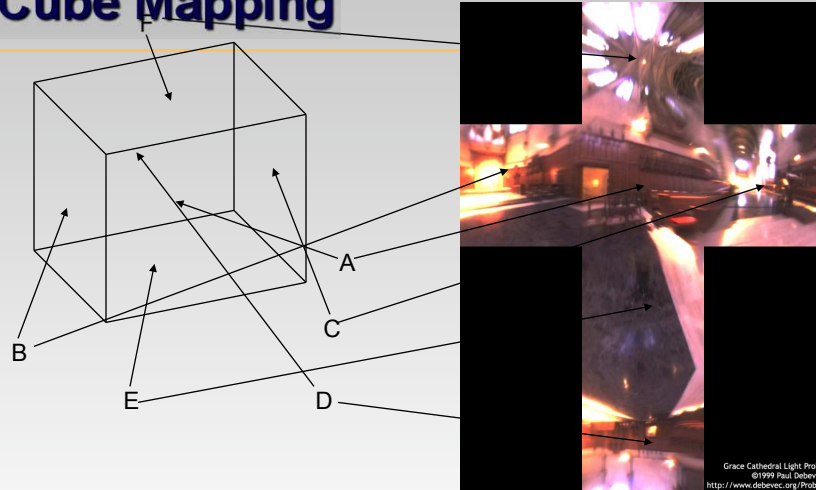 Cube Mapping
F
A
C
B
E
D
Grace Cathedral Light Pro
©1999 Paul Debev
http://www.debevec.org/Prob